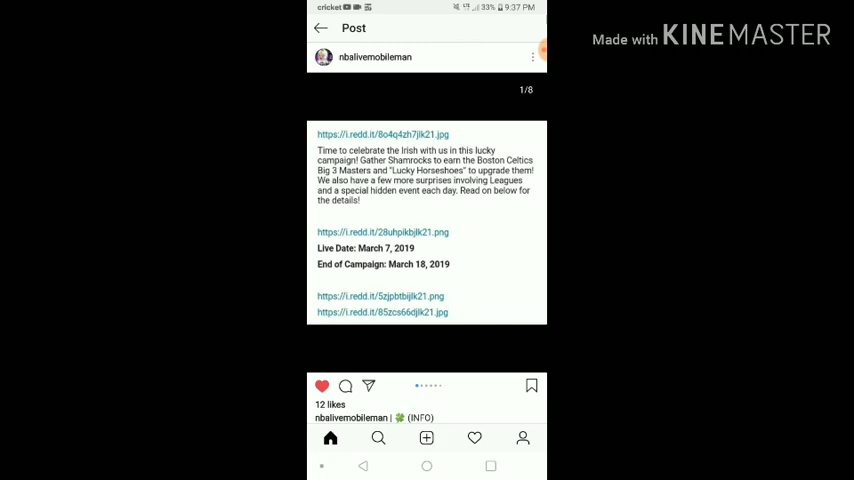 cricket 33% 9:37 PM
Made with KINEMASTER
Post
nbalivemobileman
1/8
https://i.redd.it/8o4q4zh7jlk21.jpg
Time to celebrate the Irish with us in this lucky
campaign! Gather Shamrocks to earn the Boston Celtics
Big 3 Masters and "Lucky Horseshoes" to upgrade them!
We also have a few more surprises involving Leagues
and a special hidden event each day. Read on below for
the details!
https://i.redd.it/28uhpikbjlk21.png
Live Date: March 7, 2019
End of Campaign: March 18, 2019
https://i.redd.it/5zjpbtbijlk21.png
https://i.redd.it/85zcs66djlk21.jpg
12 likes
nbalivemobileman | 🍀 (INFO)